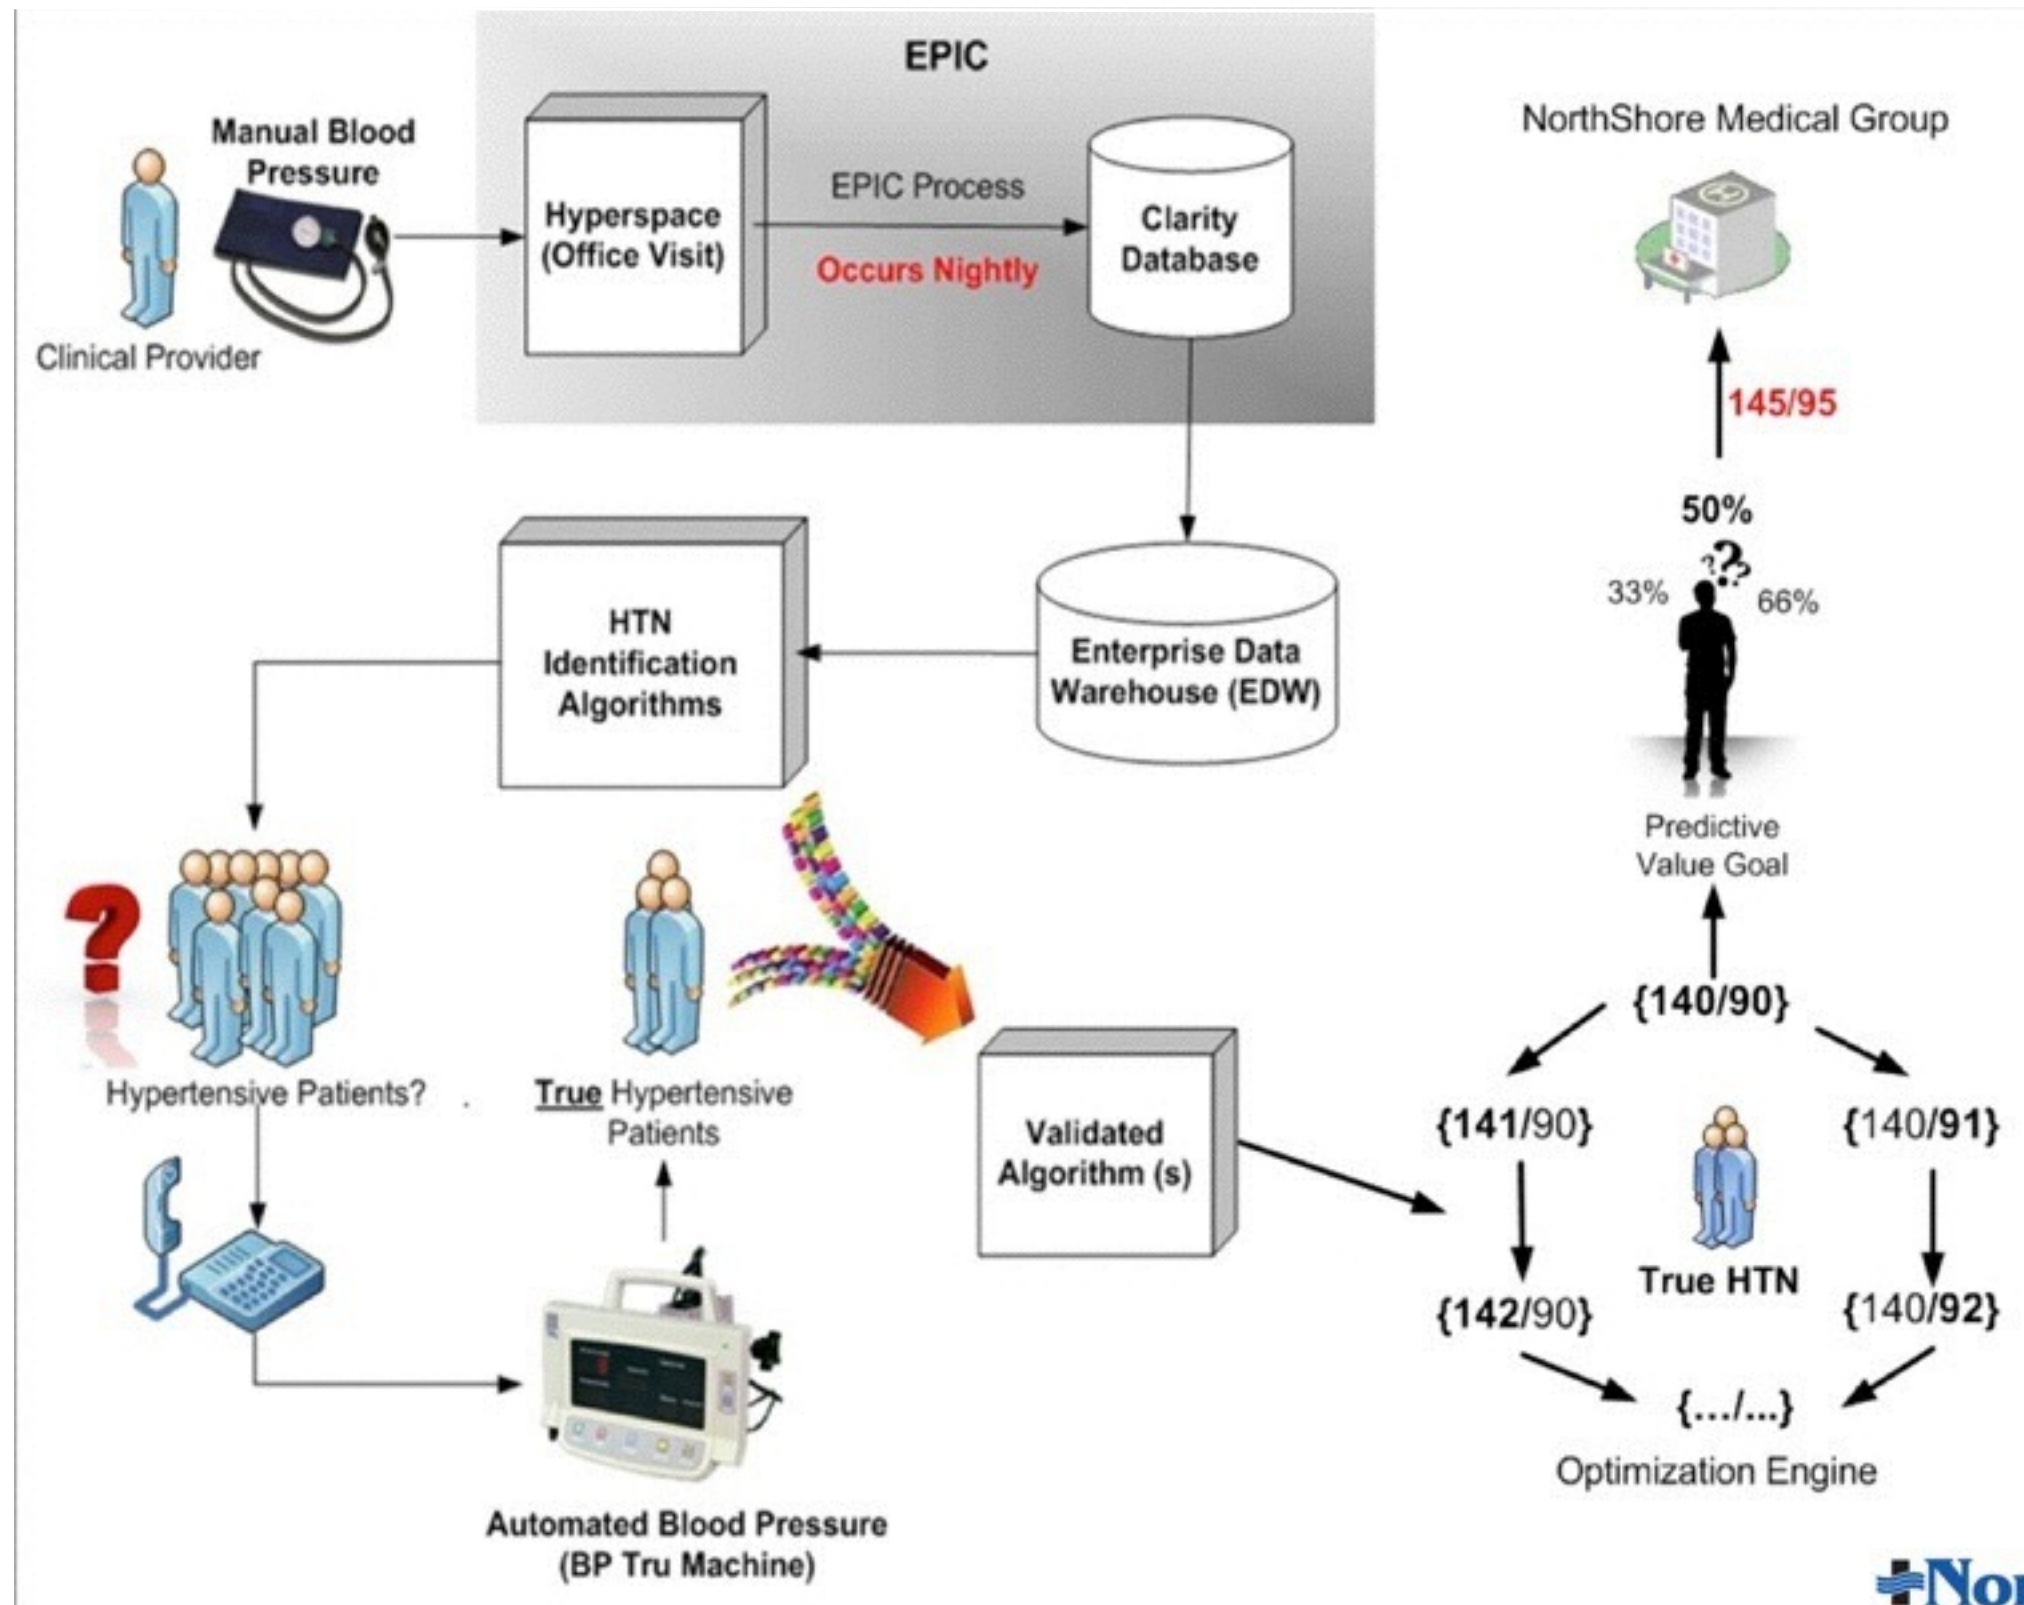 EPIC
Manual Blood
Pressure
Clinical Provider
Hyperspace
(Office Visit)
EPIC Process
Occurs Nightly
Clarity
Database
NorthShore Medical Group
145/95
50%
???
33%
66%
Predictive
Value Goal
HTN
Identification
Algorithms
Enterprise Data
Warehouse (EDW)
?
Hypertensive Patients?
True Hypertensive
Patients
Validated
Algorithm (s)
{140/90}
{141/90}
{140/91}
True HTN
{142/90}
{140/92}
{.../...}
Optimization Engine
Automated Blood Pressure
(BP Tru Machine)
Nor